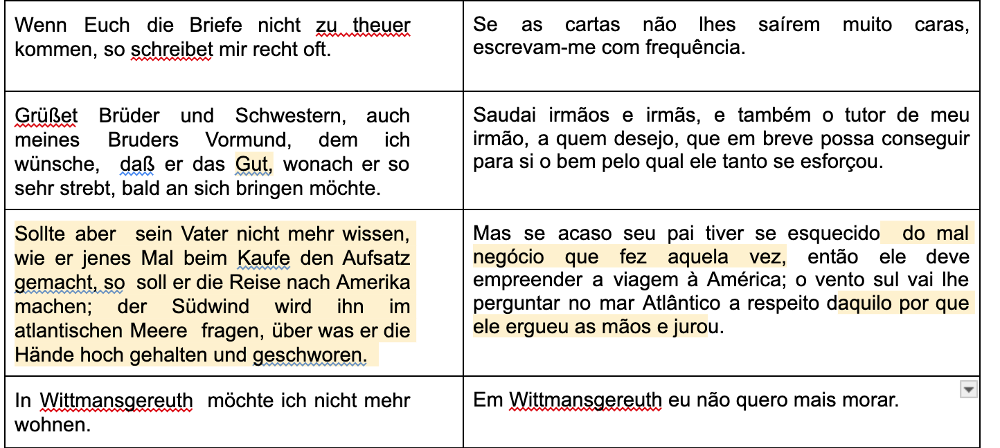 Wenn Euch die Briefe nicht zu theuer
kommen, so schreibet mir recht oft.
Se as cartas não lhes saírem muito caras,
escrevam-me com frequência.
Grüßet Brüder und Schwestern, auch
meines Bruders Vormund, dem ich
wünsche, daß er das Gut, wonach er so
sehr strebt, bald an sich bringen möchte.
Saudai irmãos e irmãs, e também o tutor de meu
irmão, a quem desejo, que em breve possa conseguir
para si o bem pelo qual ele tanto se esforçou.
Sollte aber sein Vater nicht mehr wissen,
wie er jenes Mal beim Kaufe den Aufsatz
gemacht, so soll er die Reise nach Amerika
machen; der Südwind wird ihn im
atlantischen Meere fragen, über was er die
Hände hoch gehalten und geschworen.
Mas se acaso seu pai tiver se esquecido do mal
negócio que fez aquela vez, então ele deve
empreender a viagem à América; o vento sul vai lhe
perguntar no mar Atlântico a respeito daquilo por que
ele ergueu as mãos e jurou.
In Wittmansgereuth möchte ich nicht mehr
wohnen.
Em Wittmansgereuth eu não quero mais morar.